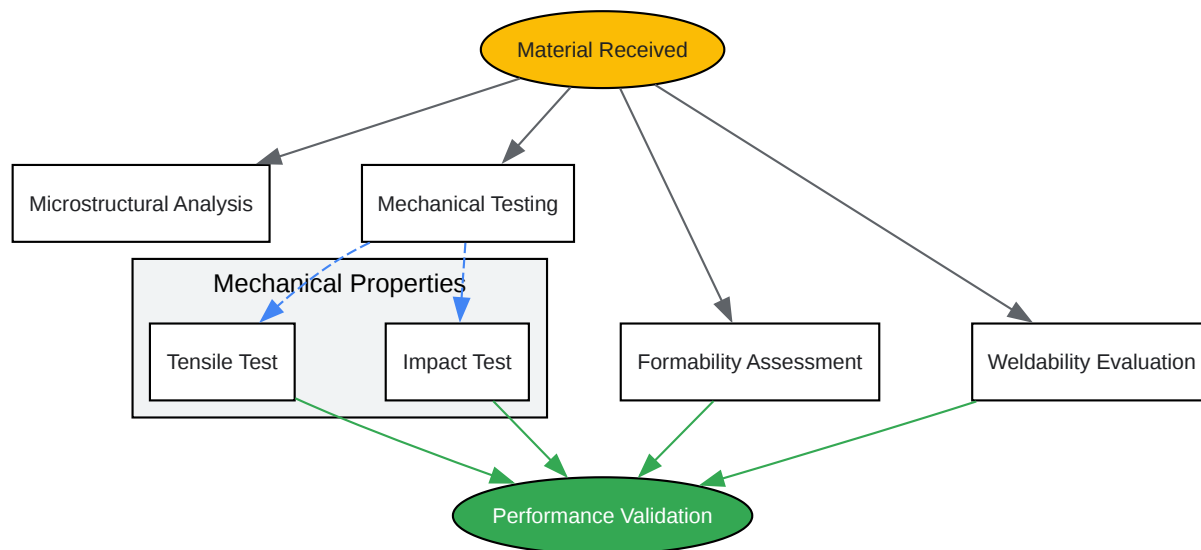 Material Received
Microstructural Analysis
Mechanical Testing
Mechanical Properties
Tensile Test
Impact Test
Formability Assessment
Weldability Evaluation
Performance Validation